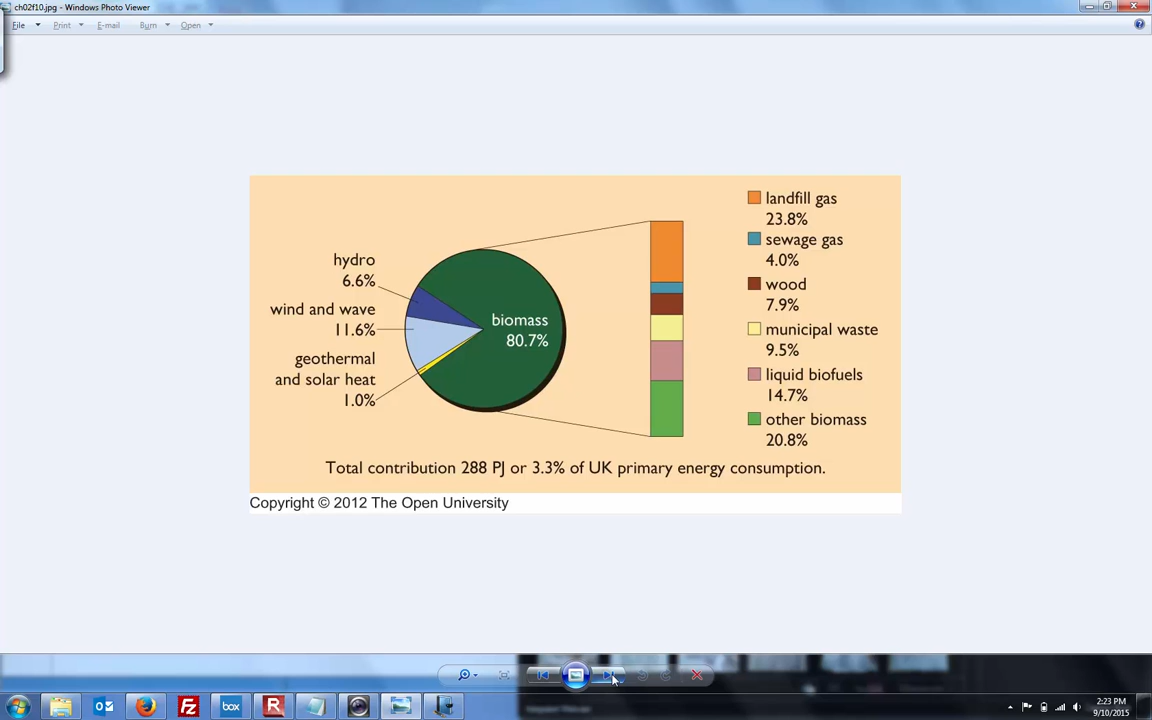 ch02f10.jpg - Windows Photo Viewer
File Print E-mail Burn Open
landfill gas
23.8%
sewage gas
4.0%
wood
7.9%
municipal waste
9.5%
liquid biofuels
14.7%
other biomass
20.8%
hydro
6.6%
wind and wave
11.6%
geothermal
and solar heat
1.0%
biomass
80.7%
Total contribution 288 PJ or 3.3% of UK primary energy consumption.
Copyright © 2012 The Open University
box
2:23 PM
9/10/2015